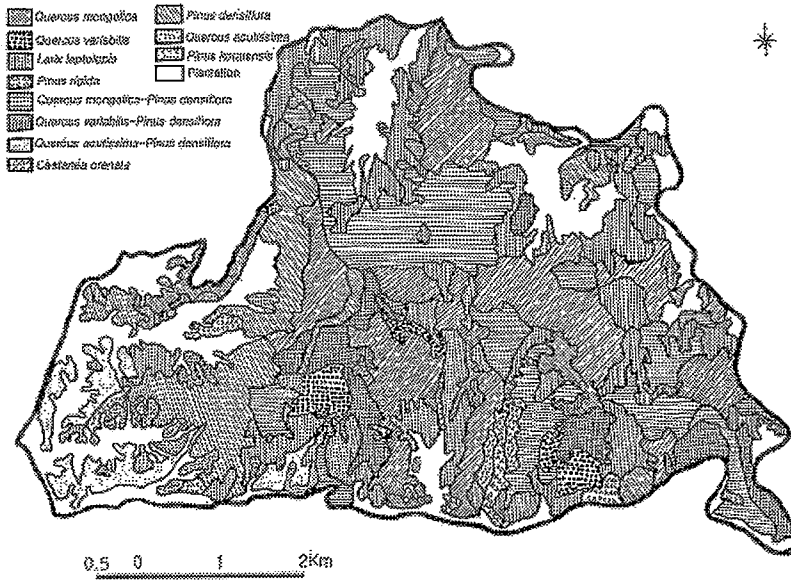 Quercus mongolica
Quercus variabilis
Larix leptolepis
Pinus rigida
Quercus mongolica-Pinus densiflora
Quercus variabilis-Pinus densiflora
Quercus acutissima-Pinus densiflora
Castanea crenata
Pinus densiflora
Quercus acutissima
Pinus
Plantation
0.5 0 1 2Km